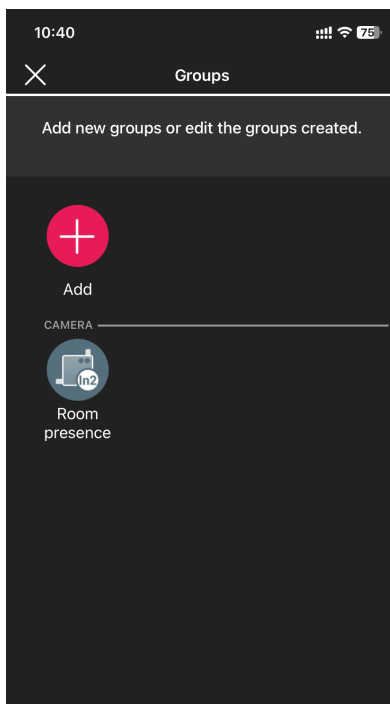 10:40
75
Groups
Add new groups or edit the groups created.
Add
CAMERA
In2
Room
presence